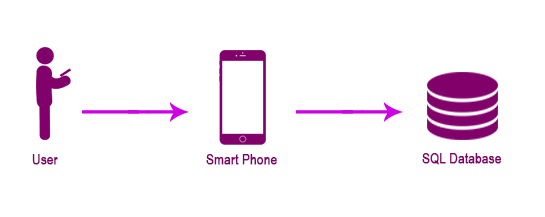 User
Smart Phone
SQL Database